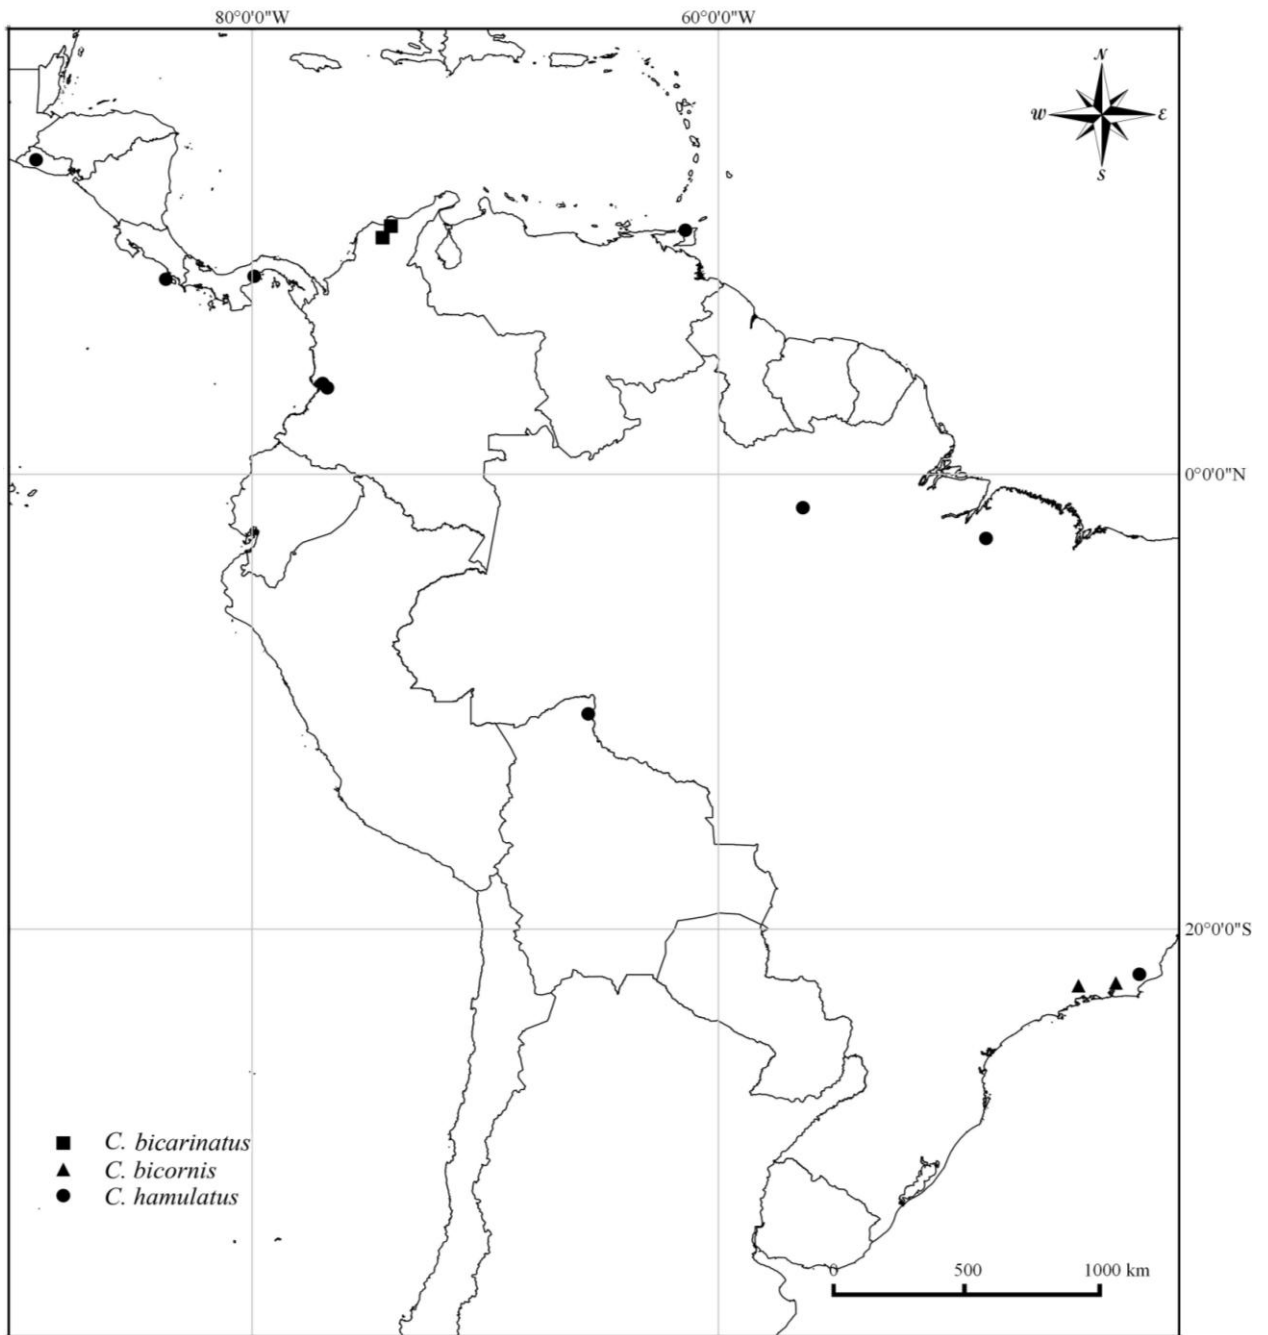 80°0'0"W 60°0'0"W
N
W E
S
0°0'0"N
20°0'0"S
C. bicarinatus
C. bicornis
C. hamulatus
0 500 1000 km